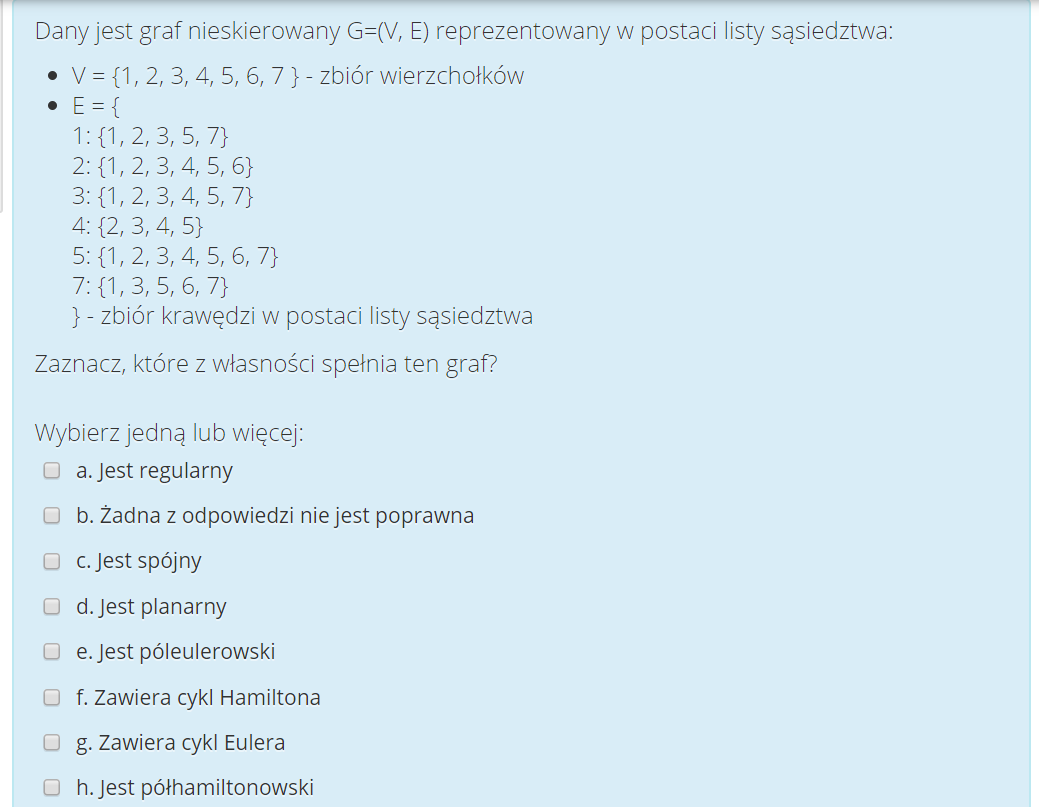 Dany jest graf nieskierowany G=(V, E) reprezentowany w postaci listy sąsiedztwa:
• V = {1, 2, 3, 4, 5, 6, 7 } - zbiór wierzchołków
• E = {
1: {1, 2, 3, 5, 7}
2: {1, 2, 3, 4, 5, 6}
3: {1, 2, 3, 4, 5, 7}
4: {2, 3, 4, 5}
5: {1, 2, 3, 4, 5, 6, 7}
7: {1, 3, 5, 6, 7}
} - zbiór krawędzi w postaci listy sąsiedztwa
Zaznacz, które z własności spełnia ten graf?
Wybierz jedną lub więcej:
a. Jest regularny
b. Żadna z odpowiedzi nie jest poprawna
c. Jest spójny
d. Jest planarny
e. Jest póleulerowski
f. Zawiera cykl Hamiltona
g. Zawiera cykl Eulera
h. Jest półhamiltonowski